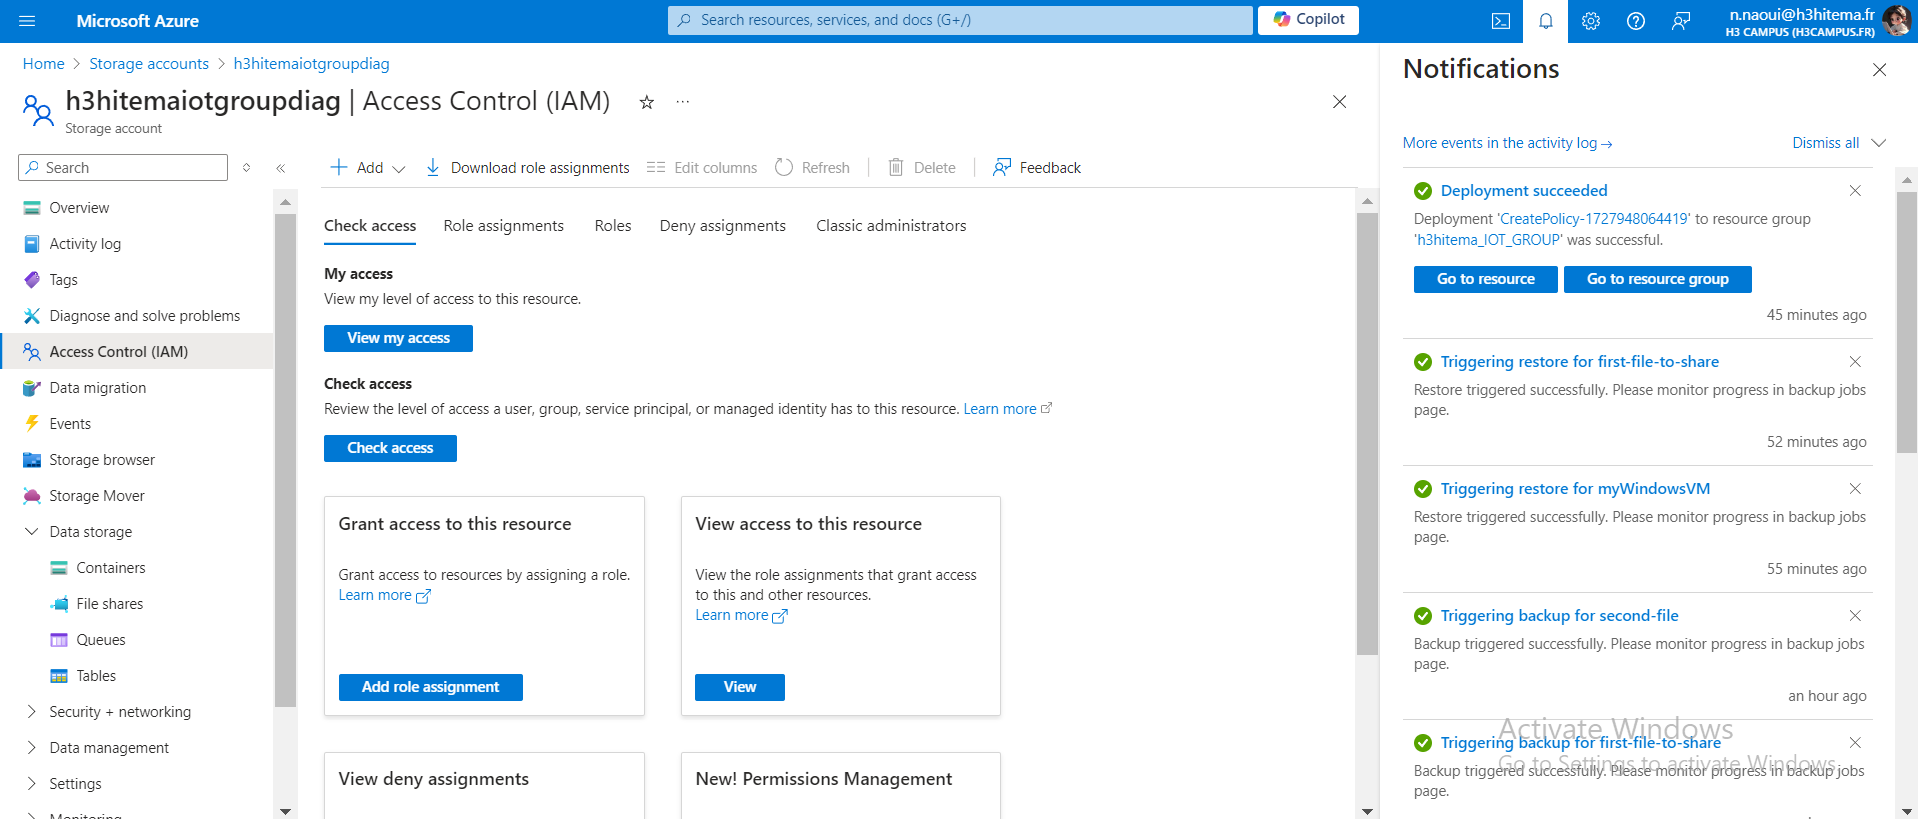 Microsoft Azure
Search resources, services, and docs (G+/)
Copilot
n.naoui@h3hitema.fr
H3 CAMPUS (H3CAMPUS.FR)
Home > Storage accounts > h3hitemaiotgroupdiag
h3hitemaiotgroupdiag | Access Control (IAM)
Storage account
Search
Overview
Activity log
Tags
Diagnose and solve problems
Access Control (IAM)
Data migration
Events
Storage browser
Storage Mover
Data storage
Containers
File shares
Queues
Tables
Security + networking
Data management
Settings
Monitoring
Add
Download role assignments
Edit columns
Refresh
Delete
Feedback
Check access
Role assignments
Roles
Deny assignments
Classic administrators
My access
View my level of access to this resource.
View my access
Check access
Review the level of access a user, group, service principal, or managed identity has to this resource. Learn more
Check access
Grant access to this resource
Grant access to resources by assigning a role.
Learn more
Add role assignment
View access to this resource
View the role assignments that grant access
to this and other resources.
Learn more
View
View deny assignments
New! Permissions Management
Notifications
More events in the activity log →
Dismiss all
Deployment succeeded
Deployment 'CreatePolicy-1727948064419' to resource group
'h3hitema_IOT_GROUP' was successful.
Go to resource
Go to resource group
45 minutes ago
Triggering restore for first-file-to-share
Restore triggered successfully. Please monitor progress in backup jobs
page.
52 minutes ago
Triggering restore for myWindowsVM
Restore triggered successfully. Please monitor progress in backup jobs
page.
55 minutes ago
Triggering backup for second-file
Backup triggered successfully. Please monitor progress in backup jobs
page.
an hour ago
Triggering backup for first-file-to-share
Backup triggered successfully. Please monitor progress in backup jobs
page.
Activate Windows
Go to Settings to activate Windows.